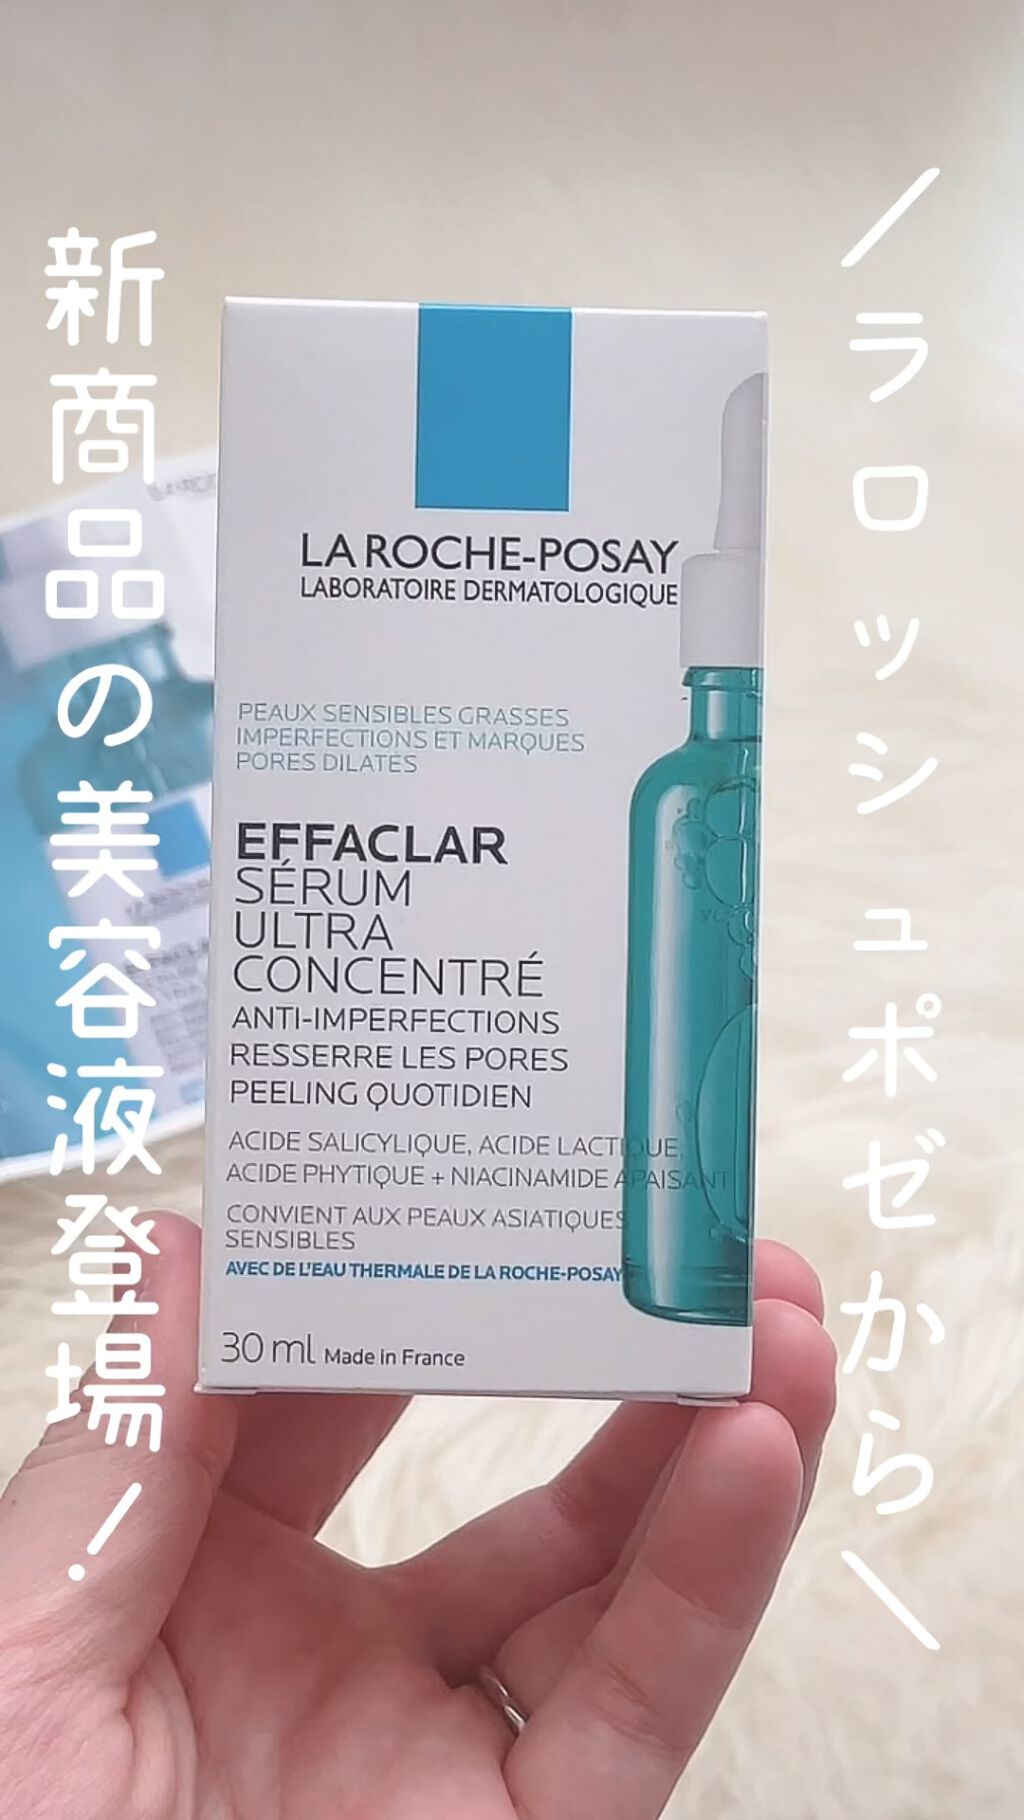 ＼ラロッシュポゼから／
新商品の美容液登場！
LA ROCHE-POSAY
LABORATOIRE DERMATOLOGIQUE
PEAUX SENSIBLES GRASSES
IMPERFECTIONS ET MARQUES
PORES DILATÉS
EFFACLAR
SÉRUM
ULTRA
CONCENTRÉ
ANTI-IMPERFECTIONS
RESSERRE LES PORES
PEELING QUOTIDIEN
ACIDE SALICYLIQUE, ACIDE LACTIQUE,
ACIDE PHYTIQUE + NIACINAMIDE APAISANT
CONVIENT AUX PEAUX ASIATIQUES
SENSIBLES
AVEC DE L'EAU THERMALE DE LA ROCHE-POSAY
30 ml Made in France